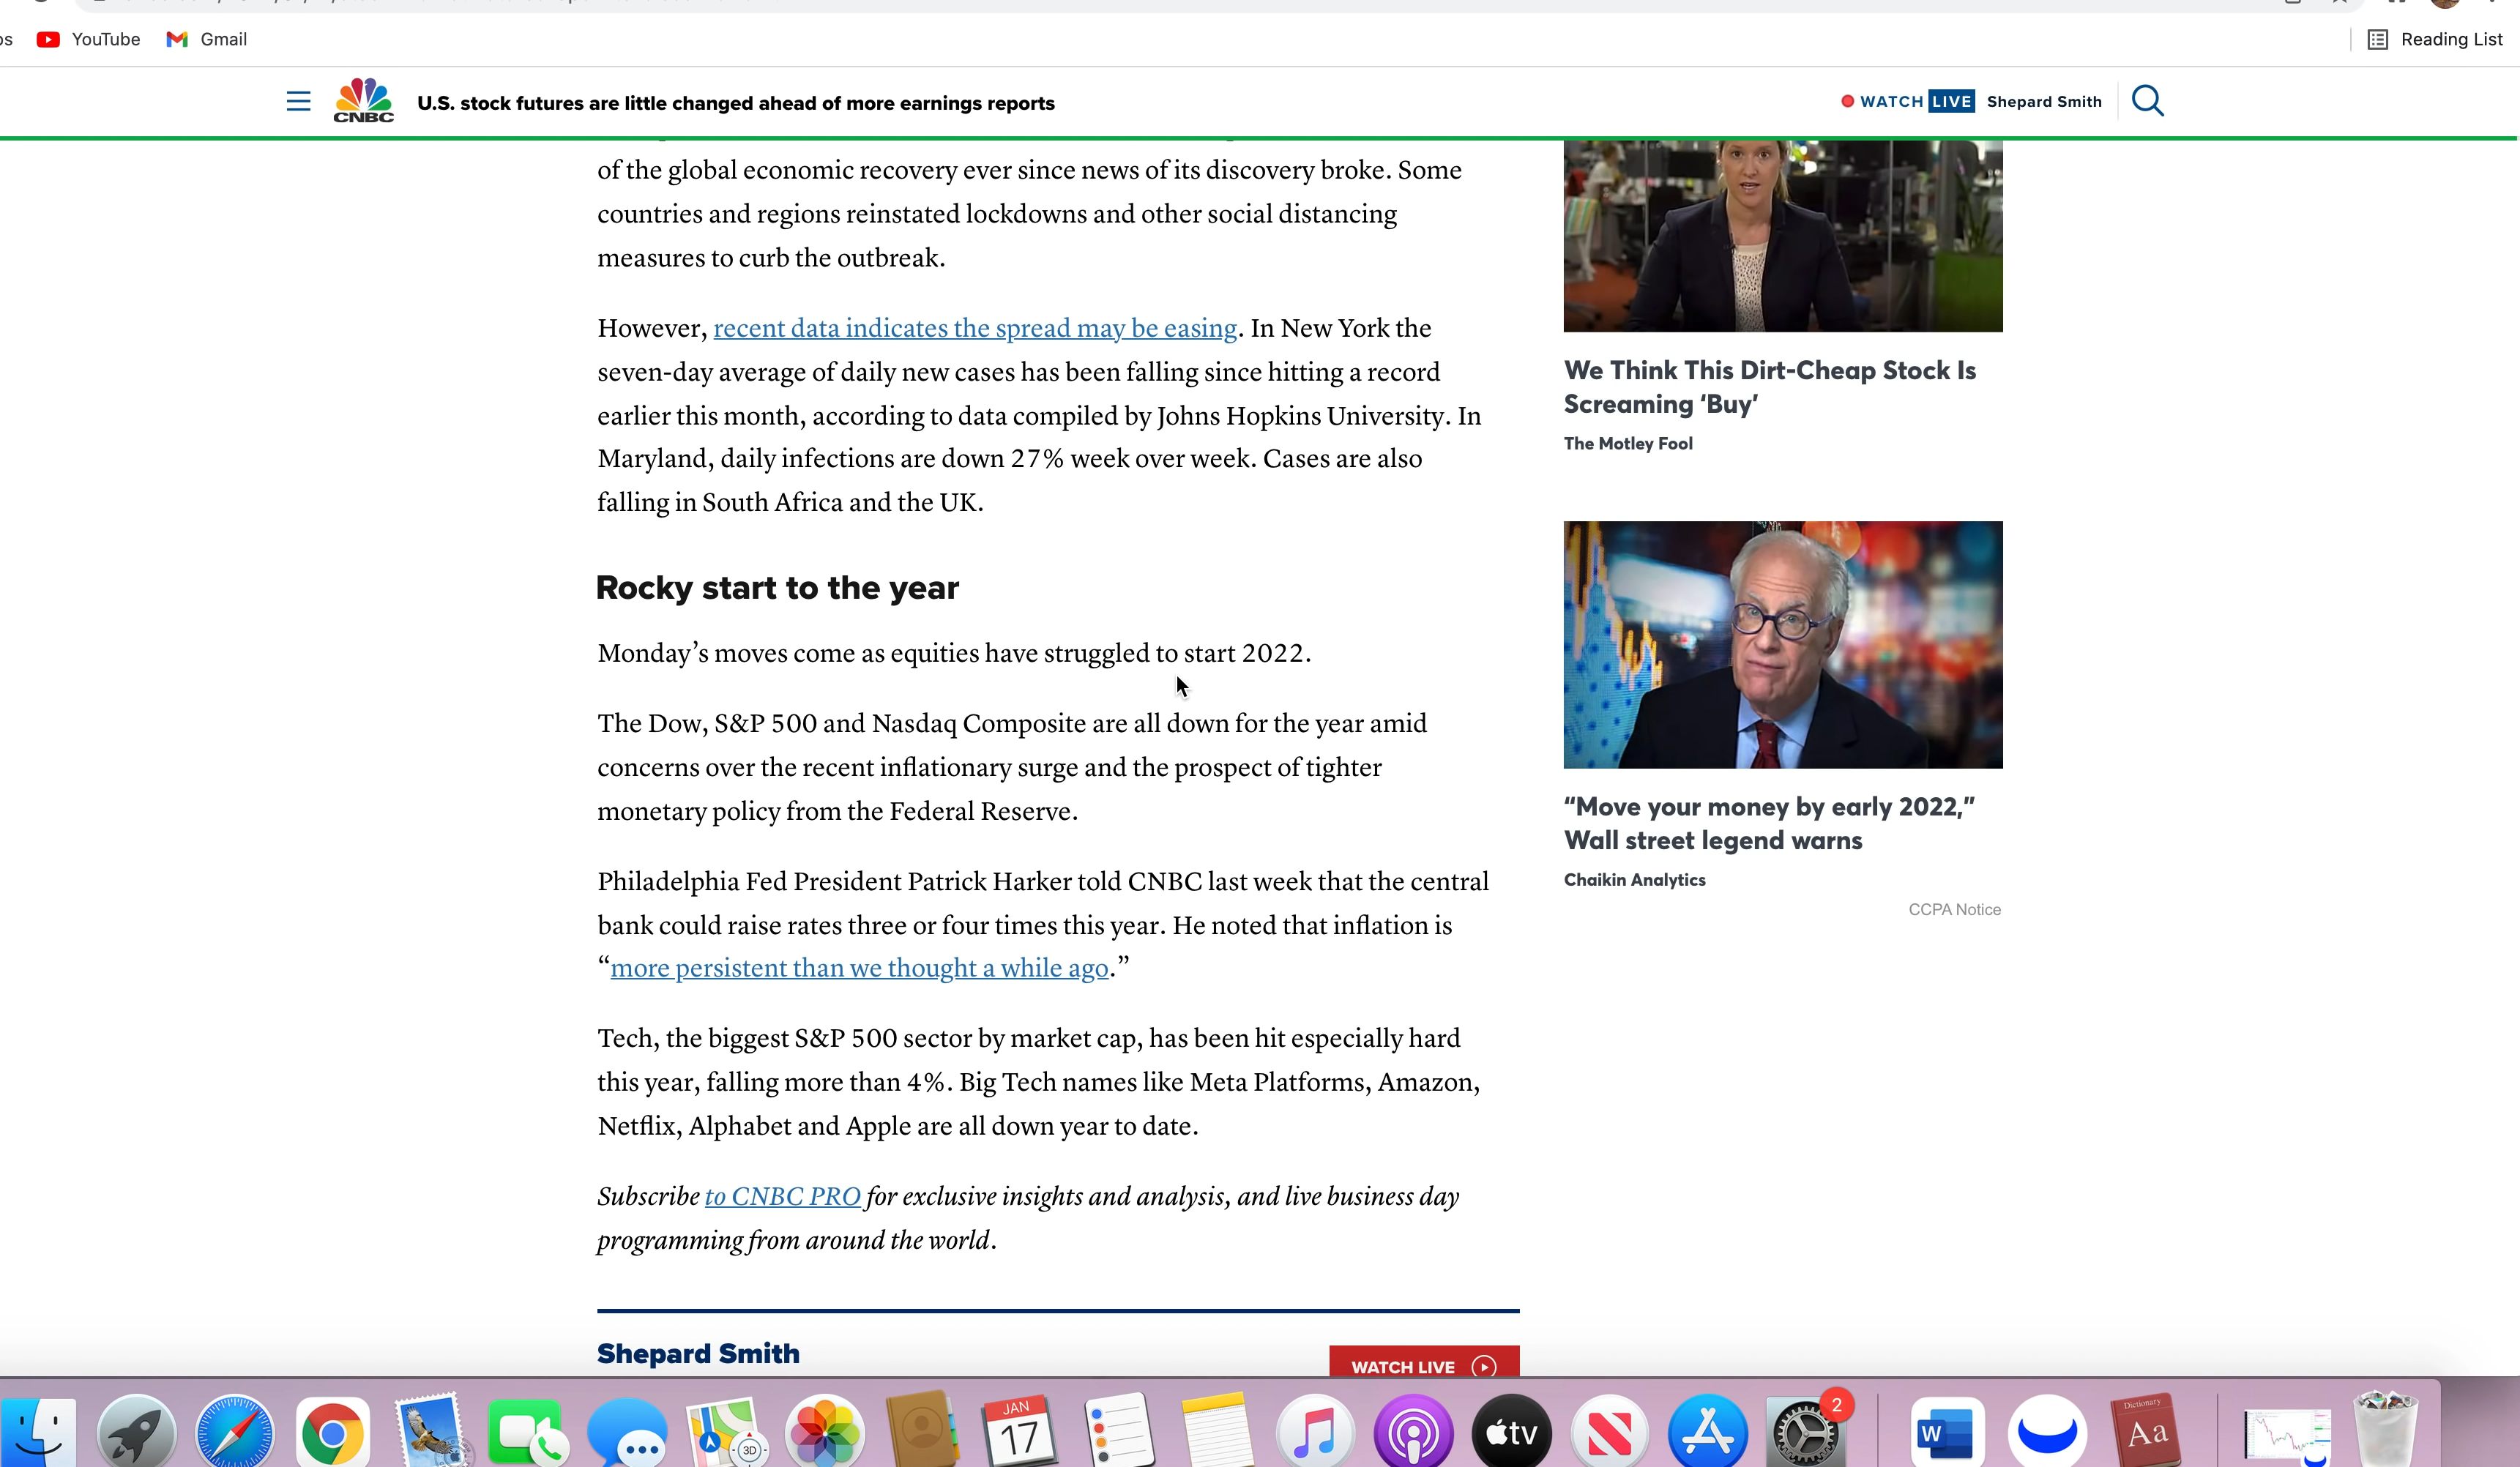 YouTube
Gmail
Reading List
CNBC
U.S. stock futures are little changed ahead of more earnings reports
WATCH LIVE Shepard Smith
of the global economic recovery ever since news of its discovery broke. Some
countries and regions reinstated lockdowns and other social distancing
measures to curb the outbreak.
However, recent data indicates the spread may be easing. In New York the
seven-day average of daily new cases has been falling since hitting a record
earlier this month, according to data compiled by Johns Hopkins University. In
Maryland, daily infections are down 27% week over week. Cases are also
falling in South Africa and the UK.
Rocky start to the year
Monday’s moves come as equities have struggled to start 2022.
The Dow, S&P 500 and Nasdaq Composite are all down for the year amid
concerns over the recent inflationary surge and the prospect of tighter
monetary policy from the Federal Reserve.
Philadelphia Fed President Patrick Harker told CNBC last week that the central
bank could raise rates three or four times this year. He noted that inflation is
“more persistent than we thought a while ago.”
Tech, the biggest S&P 500 sector by market cap, has been hit especially hard
this year, falling more than 4%. Big Tech names like Meta Platforms, Amazon,
Netflix, Alphabet and Apple are all down year to date.
Subscribe to CNBC PRO for exclusive insights and analysis, and live business day
programming from around the world.
Shepard Smith
WATCH LIVE
We Think This Dirt-Cheap Stock Is
Screaming ‘Buy’
The Motley Fool
“Move your money by early 2022,”
Wall street legend warns
Chaikin Analytics
CCPA Notice
3D
JAN
17
tv
2
W
Dictionary
Aa